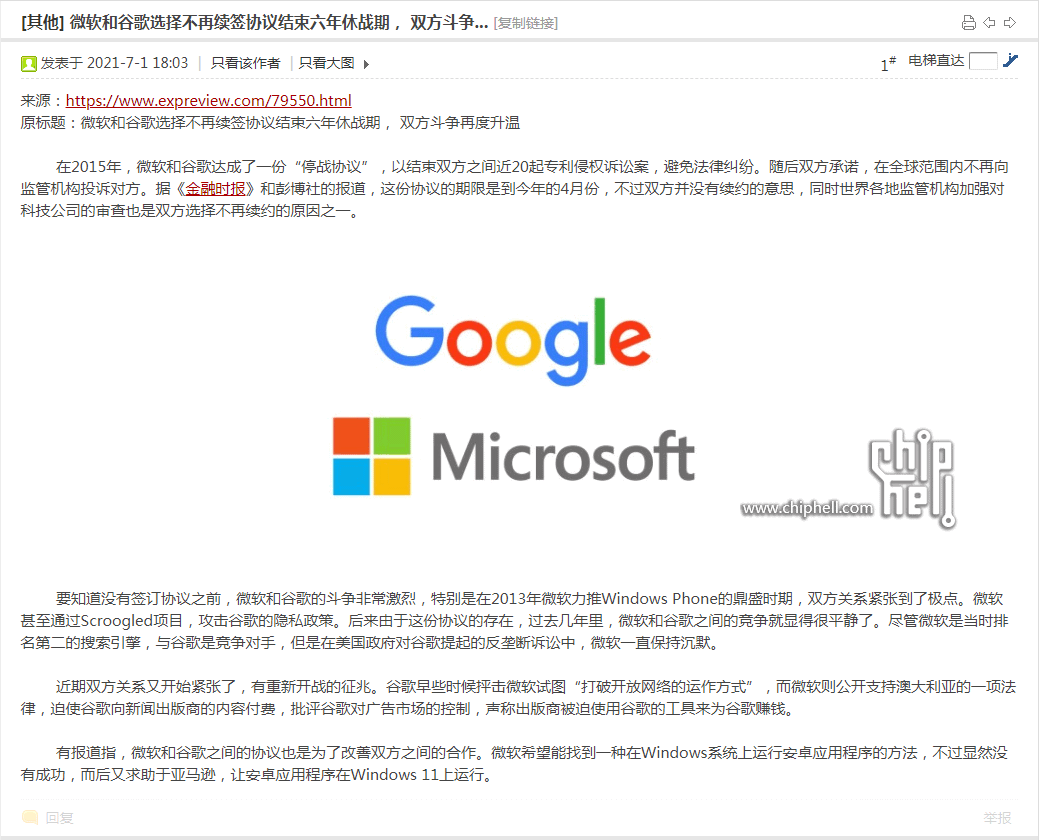 [其他] 微软和谷歌选择不再续签协议结束六年休战期， 双方斗争... [复制链接]
发表于 2021-7-1 18:03 | 只看该作者 | 只看大图
1# 电梯直达
来源：https://www.expreview.com/79550.html
原标题：微软和谷歌选择不再续签协议结束六年休战期， 双方斗争再度升温
在2015年，微软和谷歌达成了一份“停战协议” ，以结束双方之间近20起专利侵权诉讼案，避免法律纠纷。随后双方承诺，在全球范围内不再向
监管机构投诉对方。据《金融时报》和彭博社的报道，这份协议的期限是到今年的4月份，不过双方并没有续约的意思，同时世界各地监管机构加强对
科技公司的审查也是双方选择不再续约的原因之一。
Google
Microsoft
chip
hell
www.chiphell.com
要知道没有签订协议之前，微软和谷歌的斗争非常激烈，特别是在2013年微软力推Windows Phone的鼎盛时期，双方关系紧张到了极点。微软
甚至通过Scroogled项目，攻击谷歌的隐私政策。后来由于这份协议的存在，过去几年里，微软和谷歌之间的竞争就显得很平静了。尽管微软是当时排
名第二的搜索引擎，与谷歌是竞争对手，但是在美国政府对谷歌提起的反垄断诉讼中，微软一直保持沉默。
近期双方关系又开始紧张了，有重新开战的征兆。谷歌早些时候抨击微软试图“打破开放网络的运作方式” ，而微软则公开支持澳大利亚的一项法
律，迫使谷歌向新闻出版商的内容付费，批评谷歌对广告市场的控制，声称出版商被迫使用谷歌的工具来为谷歌赚钱。
有报道指，微软和谷歌之间的协议也是为了改善双方之间的合作。微软希望能找到一种在Windows系统上运行安卓应用程序的方法，不过显然没
有成功，而后又求助于亚马逊，让安卓应用程序在Windows 11上运行。
回复
举报